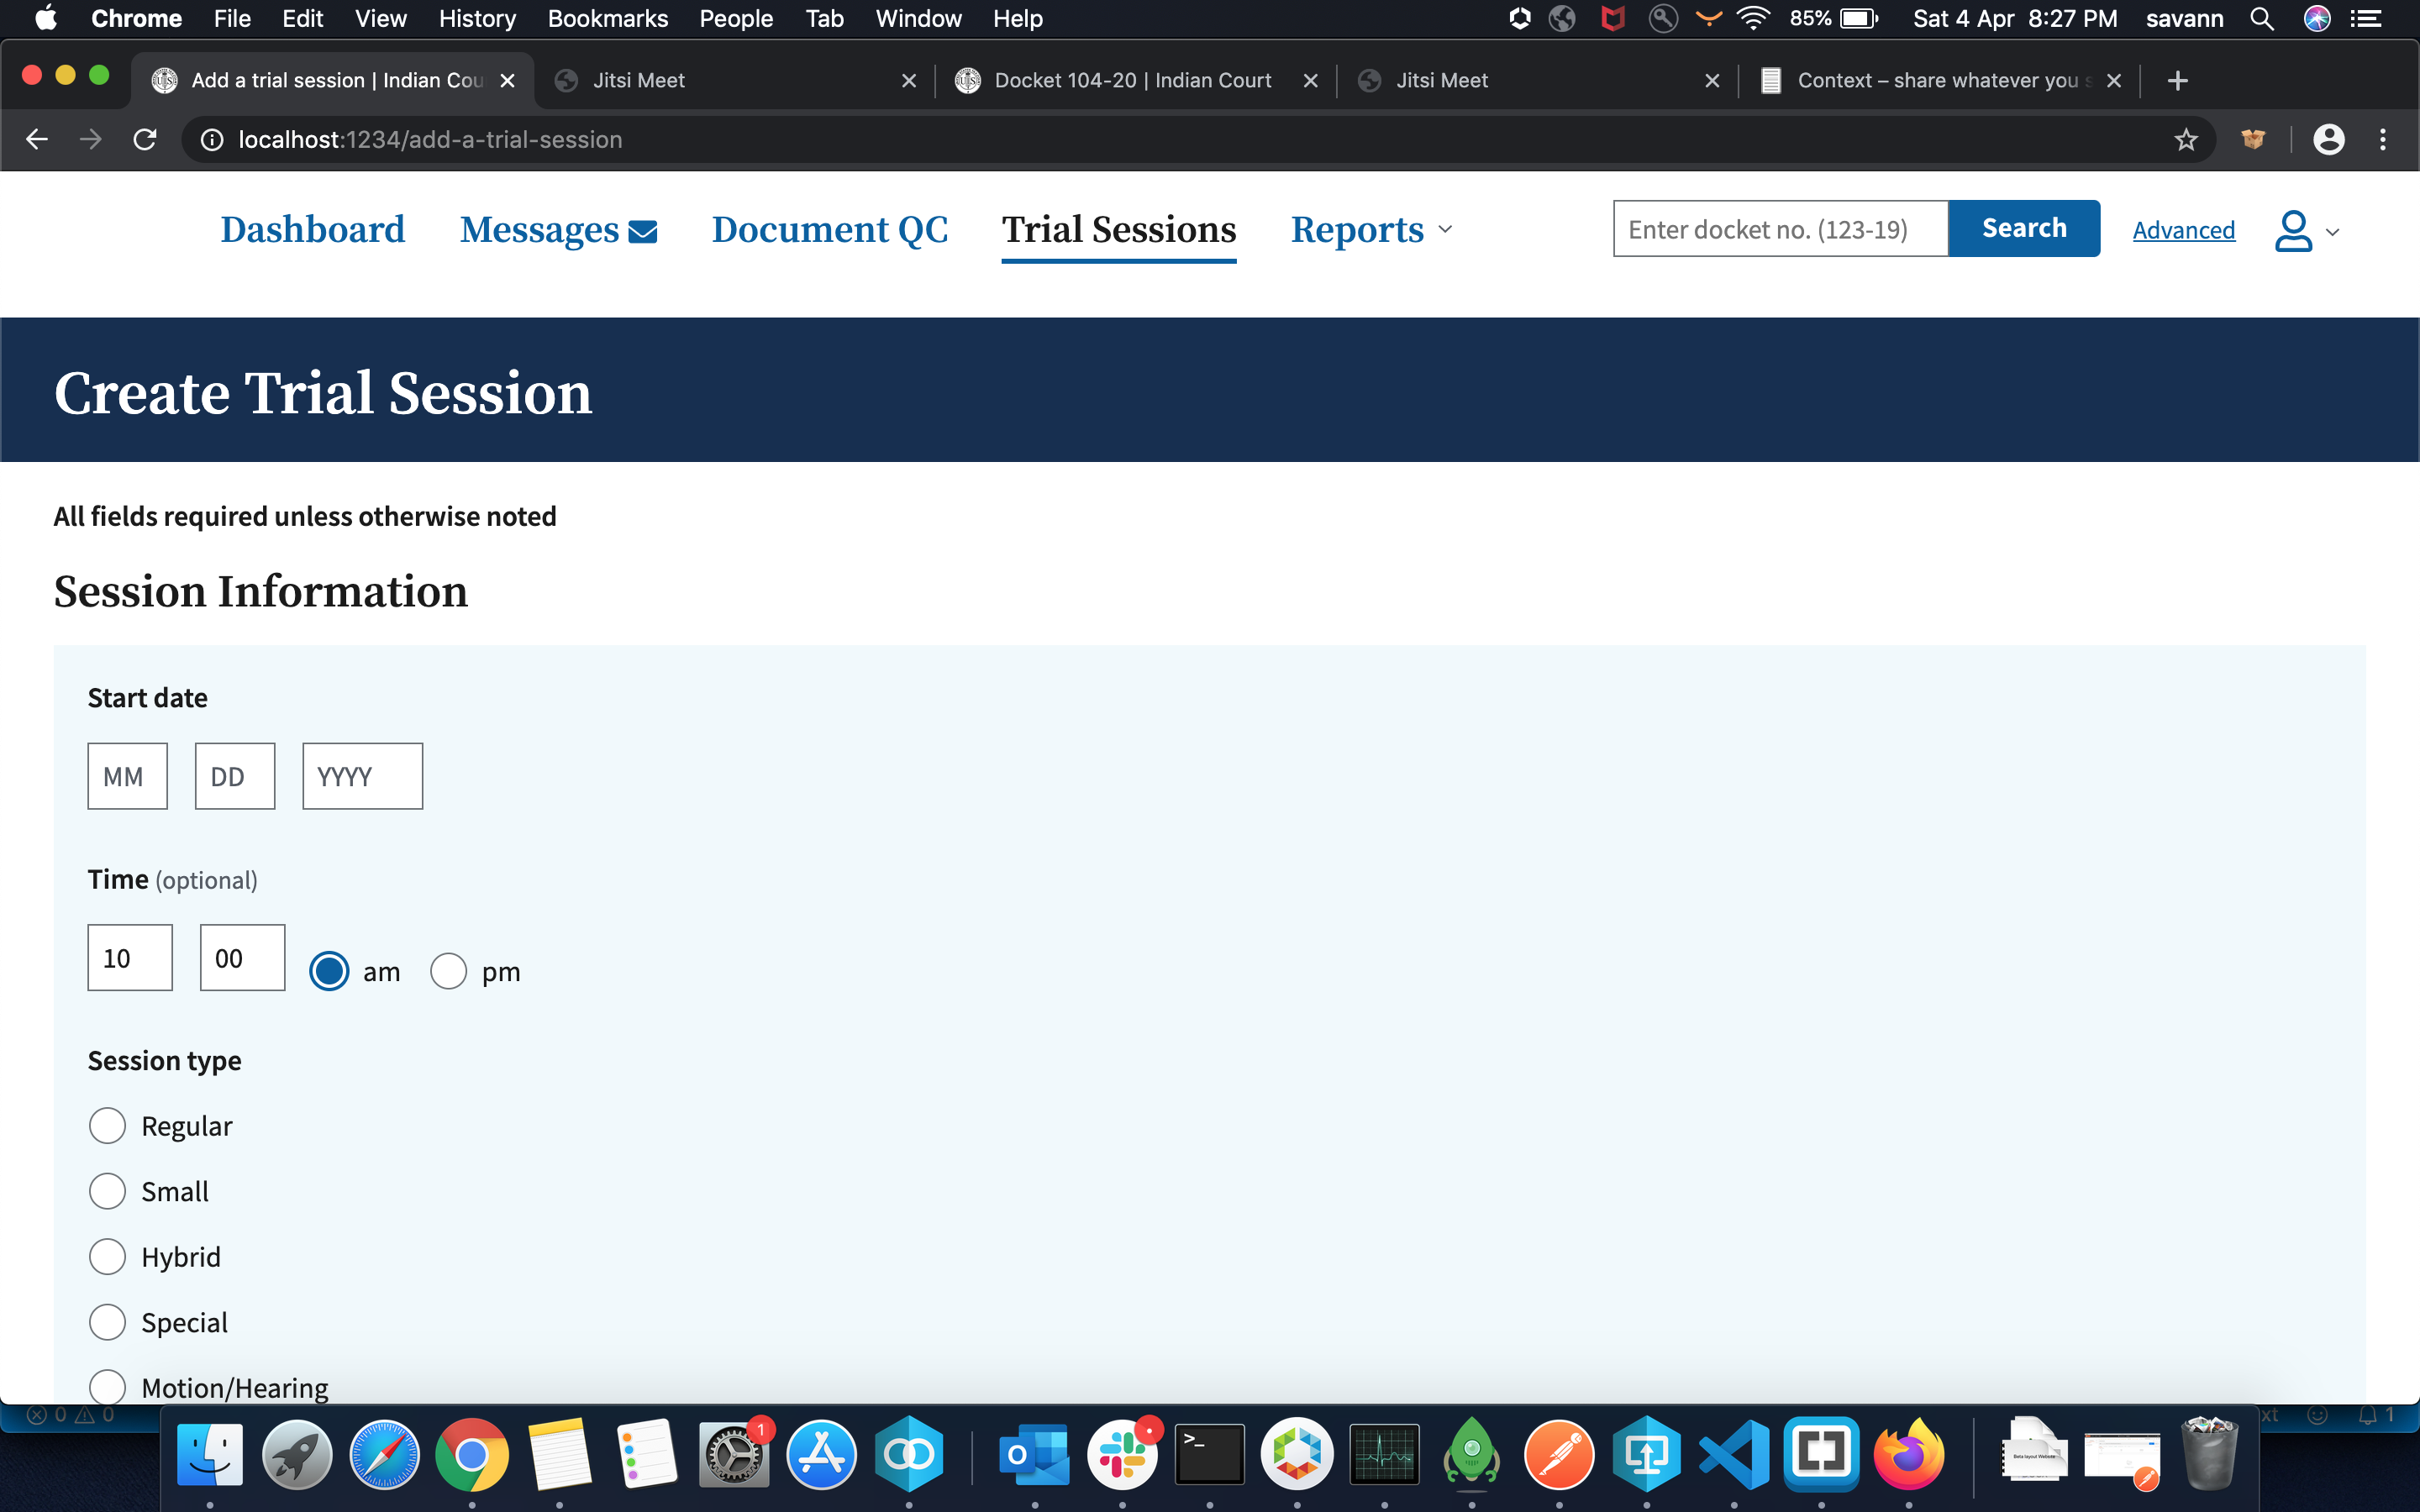 Chrome File Edit View History Bookmarks People Tab Window Help 85% Sat 4 Apr 8:27 PM savann
Add a trial session | Indian Cou Jitsi Meet Docket 104-20 | Indian Court Jitsi Meet Context – share whatever you s
localhost:1234/add-a-trial-session
Dashboard Messages Document QC Trial Sessions Reports Enter docket no. (123-19) Search Advanced
Create Trial Session
All fields required unless otherwise noted
Session Information
Start date
MM DD YYYY
Time (optional)
10 00 am pm
Session type
Regular
Small
Hybrid
Special
Motion/Hearing
0 0 xt 1
1